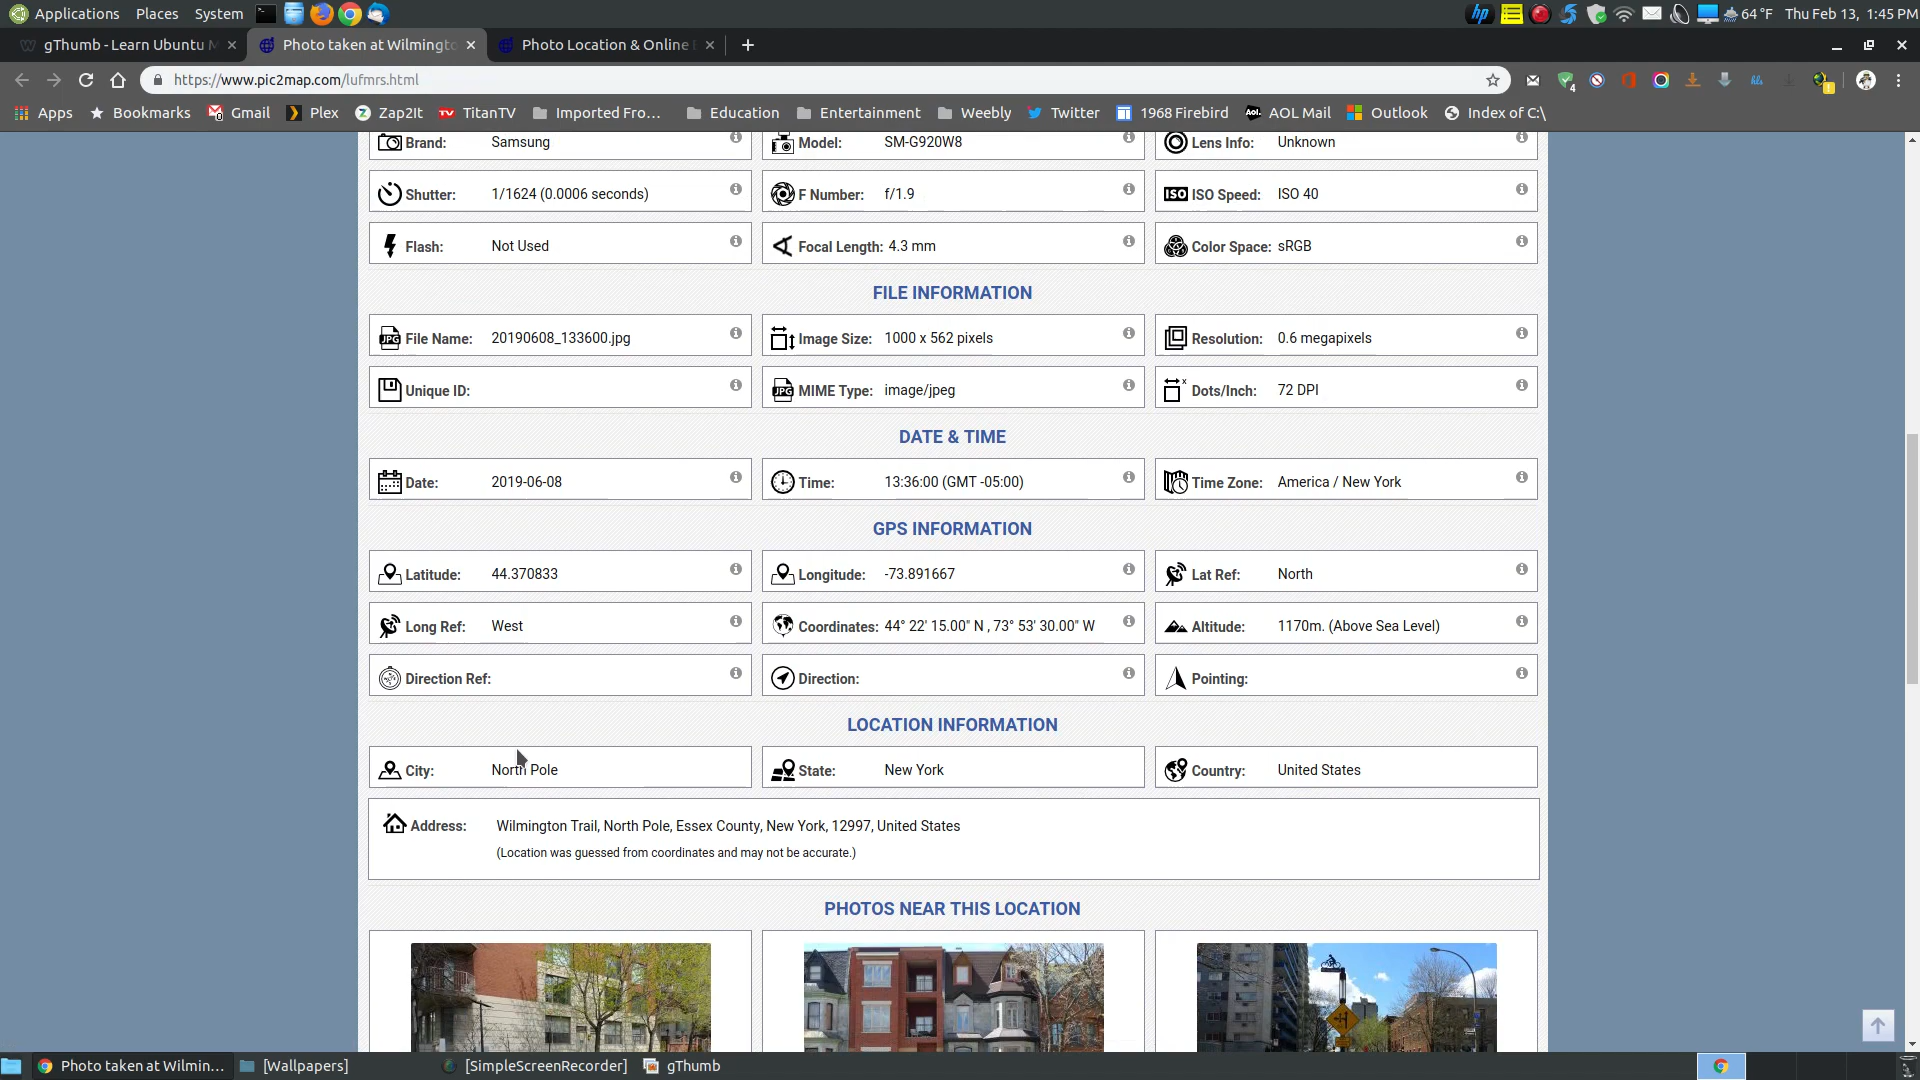 Applications Places System 64 °F Thu Feb 13, 1:45 PM
gThumb - Learn Ubuntu M Photo taken at Wilmingto Photo Location & Online
https://www.pic2map.com/lufmrs.html
Apps Bookmarks Gmail Plex Zap2It TitanTV Imported Fro... Education Entertainment Weebly Twitter 1968 Firebird AOL Mail Outlook Index of C:\
Brand: Samsung Model: SM-G920W8 Lens Info: Unknown
Shutter: 1/1624 (0.0006 seconds) F Number: f/1.9 ISO Speed: ISO 40
Flash: Not Used Focal Length: 4.3 mm Color Space: sRGB
FILE INFORMATION
File Name: 20190608_133600.jpg Image Size: 1000 x 562 pixels Resolution: 0.6 megapixels
Unique ID: MIME Type: image/jpeg Dots/Inch: 72 DPI
DATE & TIME
Date: 2019-06-08 Time: 13:36:00 (GMT -05:00) Time Zone: America / New York
GPS INFORMATION
Latitude: 44.370833 Longitude: -73.891667 Lat Ref: North
Long Ref: West Coordinates: 44° 22' 15.00" N , 73° 53' 30.00" W Altitude: 1170m. (Above Sea Level)
Direction Ref: Direction: Pointing:
LOCATION INFORMATION
City: North Pole State: New York Country: United States
Address: Wilmington Trail, North Pole, Essex County, New York, 12997, United States
(Location was guessed from coordinates and may not be accurate.)
PHOTOS NEAR THIS LOCATION
Photo taken at Wilmin... [Wallpapers] [SimpleScreenRecorder] gThumb